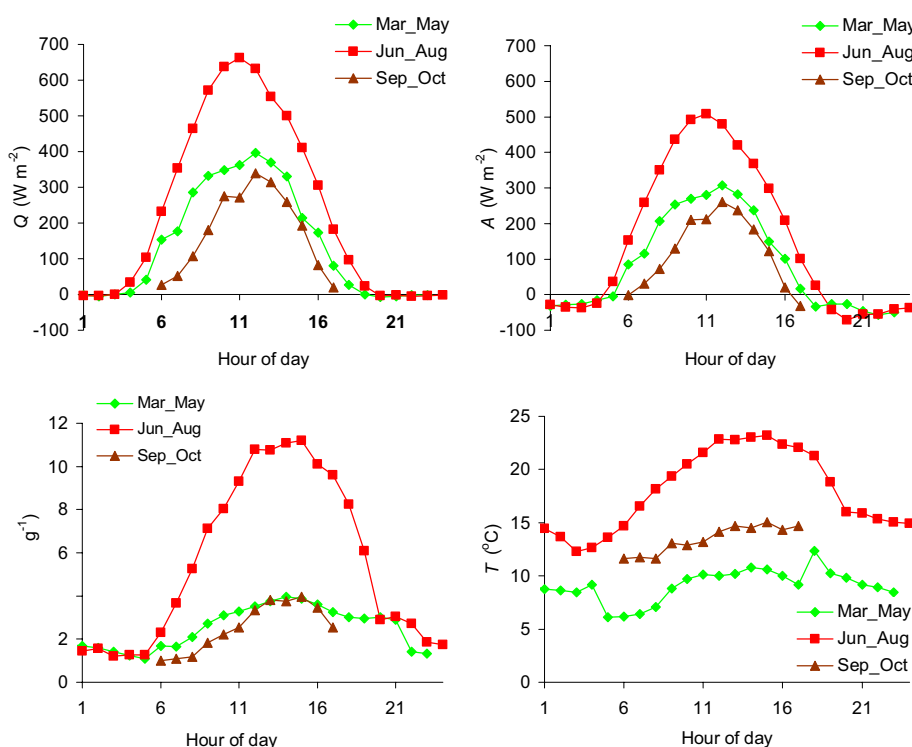 Mar_May
Jun_Aug
Sep_Oct
700
600
500
400
300
200
100
0
-100
Q (W m-2)
1 6 11 16 21
Hour of day
Mar_May
Jun_Aug
Sep_Oct
700
600
500
400
300
200
100
0
-100
A (W m-2)
1 6 11 16 21
Hour of day
Mar_May
Jun_Aug
Sep_Oct
12
10
8
6
4
2
0
g-1
1 6 11 16 21
Hour of day
25
20
15
10
5
0
T (°C)
Mar_May
Jun_Aug
Sep_Oct
1 6 11 16 21
Hour of day